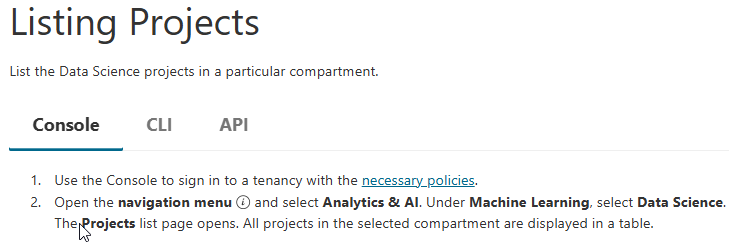 Listing Projects
List the Data Science projects in a particular compartment.
Console CLI API
1. Use the Console to sign in to a tenancy with the necessary policies.
2. Open the navigation menu ⓘ and select Analytics & AI. Under Machine Learning, select Data Science.
The Projects list page opens. All projects in the selected compartment are displayed in a table.